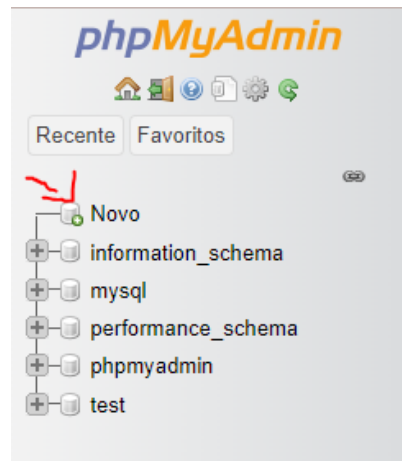 phpMyAdmin
Recente Favoritos
Novo
information_schema
mysql
performance_schema
phpmyadmin
test